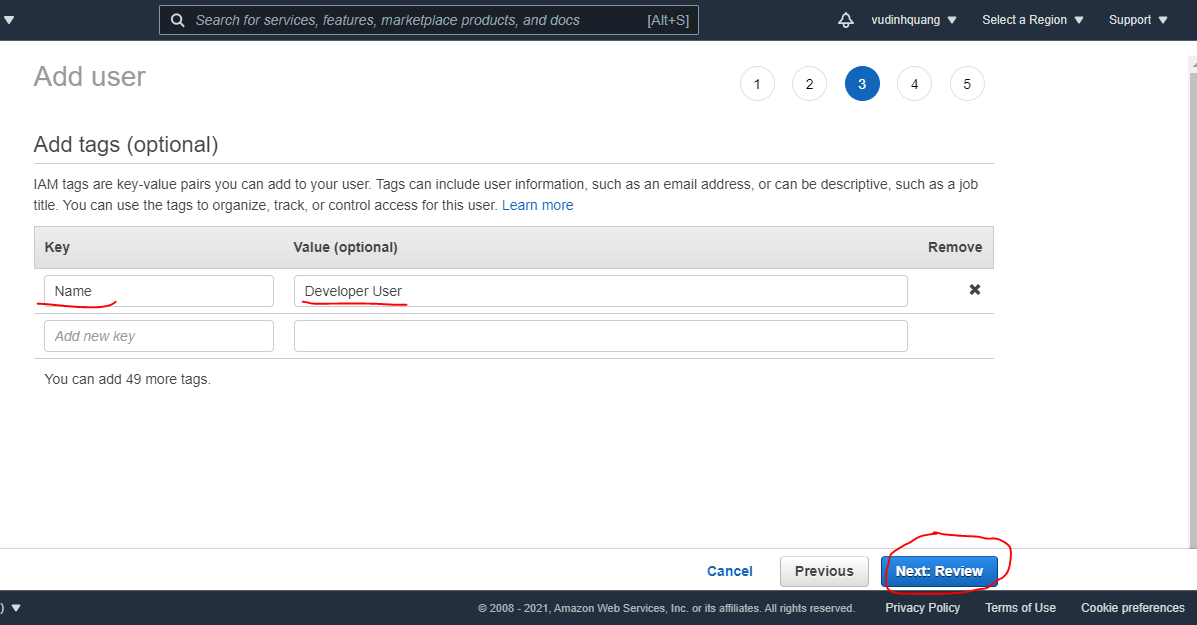 Search for services, features, marketplace products, and docs [Alt+S] vudinhquang Select a Region Support
Add user
1 2 3 4 5
Add tags (optional)
IAM tags are key-value pairs you can add to your user. Tags can include user information, such as an email address, or can be descriptive, such as a job
title. You can use the tags to organize, track, or control access for this user. Learn more
Key Value (optional) Remove
Name Developer User
Add new key
You can add 49 more tags.
Cancel Previous Next: Review
) © 2008 - 2021, Amazon Web Services, Inc. or its affiliates. All rights reserved. Privacy Policy Terms of Use Cookie preferences